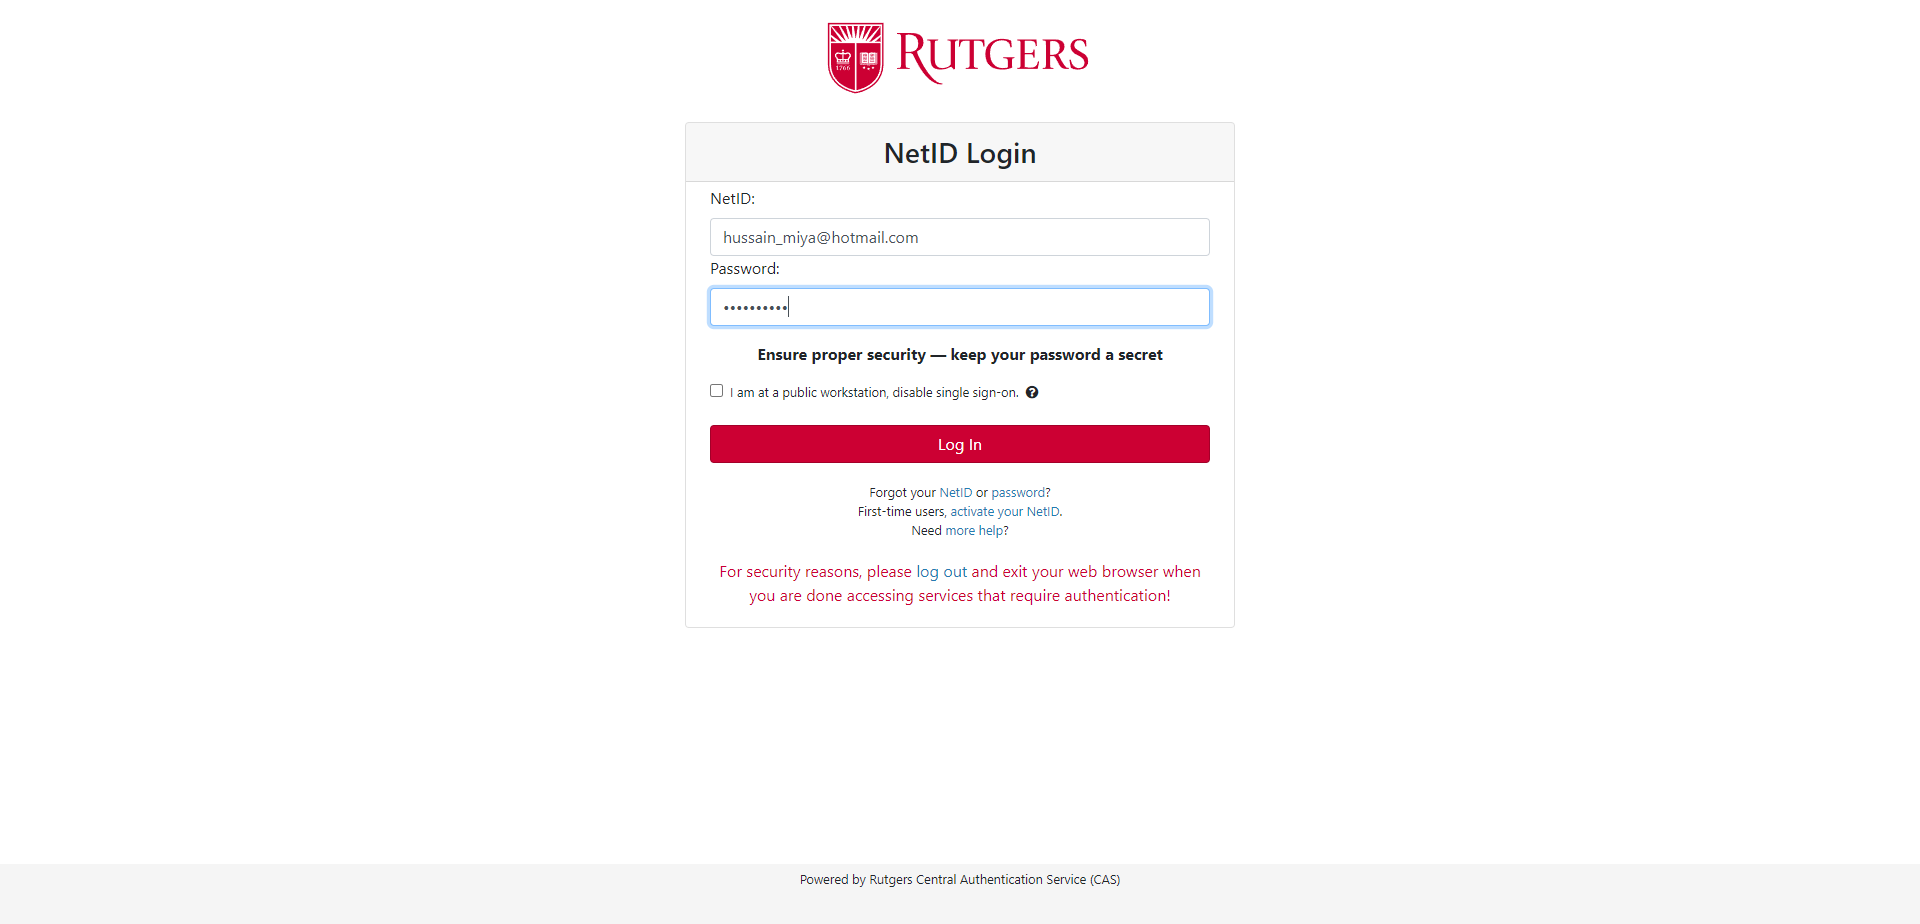 1766
RUTGERS
NetID Login
NetID:
hussain_miya@hotmail.com
Password:
••••••••••
Ensure proper security — keep your password a secret
I am at a public workstation, disable single sign-on. ?
Log In
Forgot your NetID or password?
First-time users, activate your NetID.
Need more help?
For security reasons, please log out and exit your web browser when
you are done accessing services that require authentication!
Powered by Rutgers Central Authentication Service (CAS)